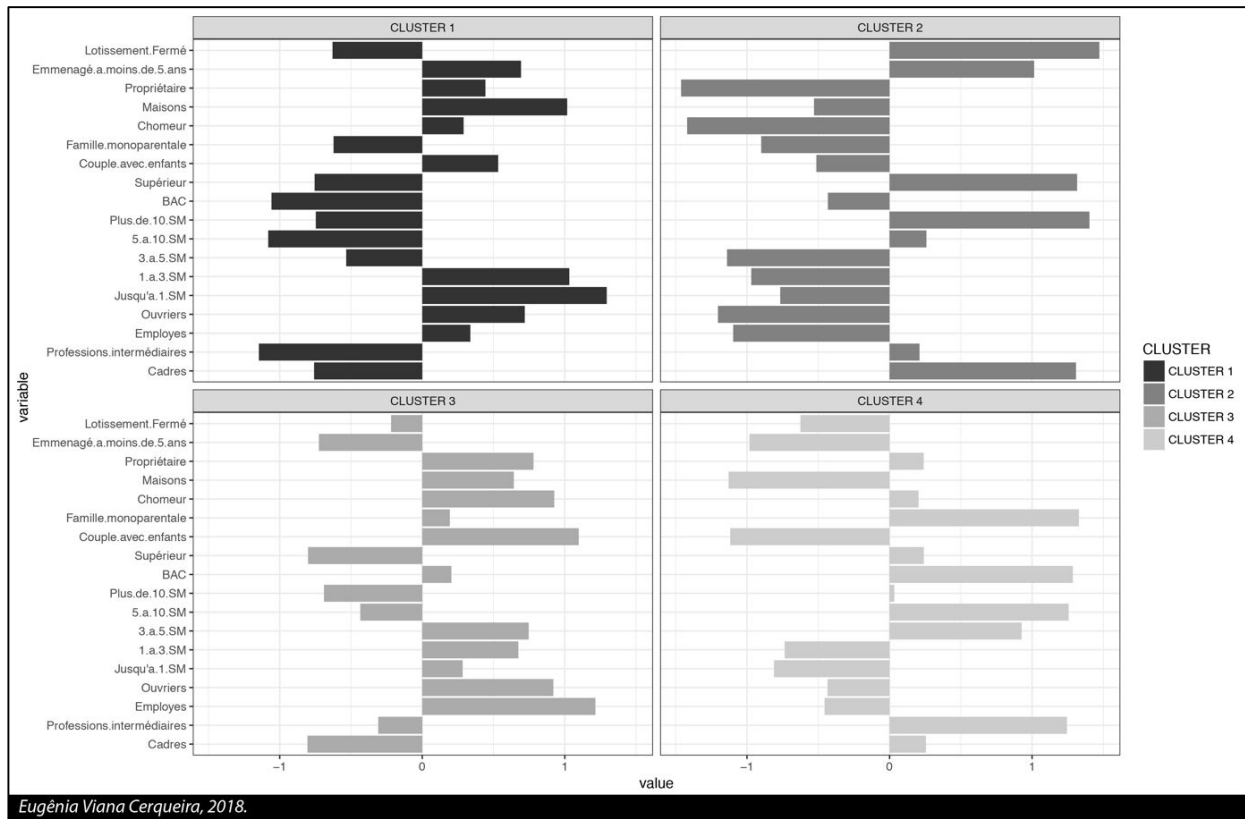 CLUSTER 1
CLUSTER 2
Lotissement.Fermé
Emmenagé.a.moins.de.5.ans
Propriétaire
Maisons
Chomeur
Famille.monoparentale
Couple.avec.enfants
Supérieur
BAC
Plus.de.10.SM
5.a.10.SM
3.a.5.SM
1.a.3.SM
Jusqu'a.1.SM
Ouvriers
Employes
Professions.intermédiaires
Cadres
variable
CLUSTER
CLUSTER 1
CLUSTER 2
CLUSTER 3
CLUSTER 4
CLUSTER 3
CLUSTER 4
Lotissement.Fermé
Emmenagé.a.moins.de.5.ans
Propriétaire
Maisons
Chomeur
Famille.monoparentale
Couple.avec.enfants
Supérieur
BAC
Plus.de.10.SM
5.a.10.SM
3.a.5.SM
1.a.3.SM
Jusqu'a.1.SM
Ouvriers
Employes
Professions.intermédiaires
Cadres
−1 0 1 −1 0 1
value
Eugênia Viana Cerqueira, 2018.